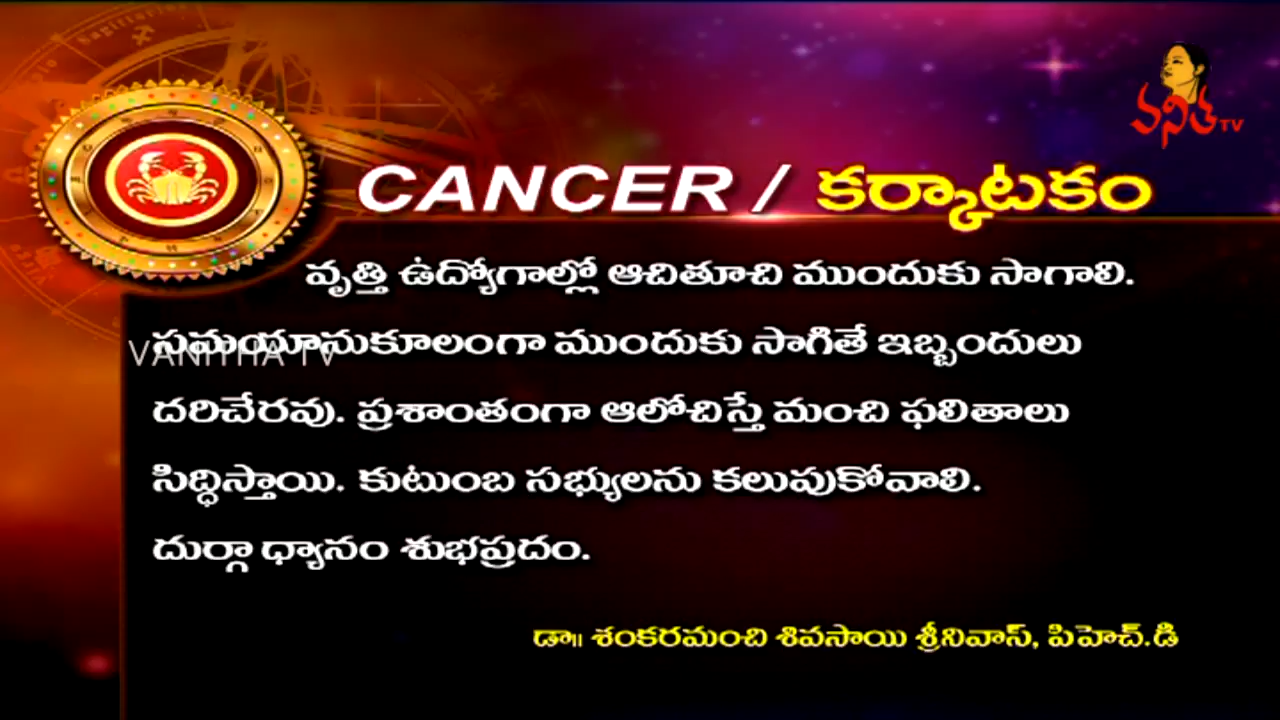 Sagittarius
వనిత TV
CANCER / కర్కాటకం
వృత్తి ఉద్యోగాల్లో ఆచితూచి ముందుకు సాగాలి.
సమయానుకూలంగా ముందుకు సాగితే ఇబ్బందులు
VANITHA TV
దరిచేరవు. ప్రశాంతంగా ఆలోచిస్తే మంచి ఫలితాలు
సిద్ధిస్తాయి. కుటుంబ సభ్యులను కలుపుకోవాలి.
దుర్గా ధ్యానం శుభప్రదం.
డా॥ శంకరమంచి శివసాయి శ్రీనివాస్, పిహెచ్.డి